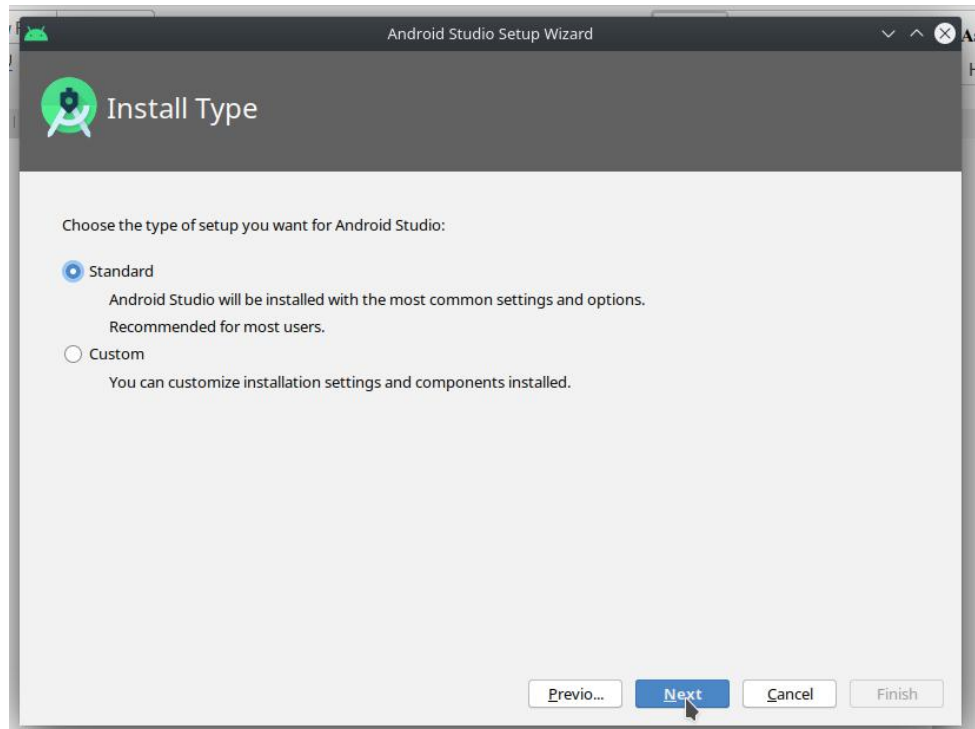 Android Studio Setup Wizard
Install Type
Choose the type of setup you want for Android Studio:
Standard
Android Studio will be installed with the most common settings and options.
Recommended for most users.
Custom
You can customize installation settings and components installed.
Previo... Next Cancel Finish